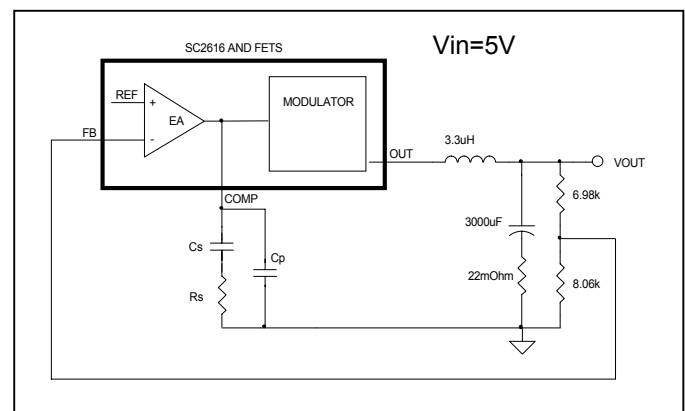 Vin=5V
SC2616 AND FETS
REF
+
EA
-
FB
MODULATOR
OUT
3.3uH
VOUT
6.98k
COMP
3000uF
Cs
Cp
22mOhm
8.06k
Rs